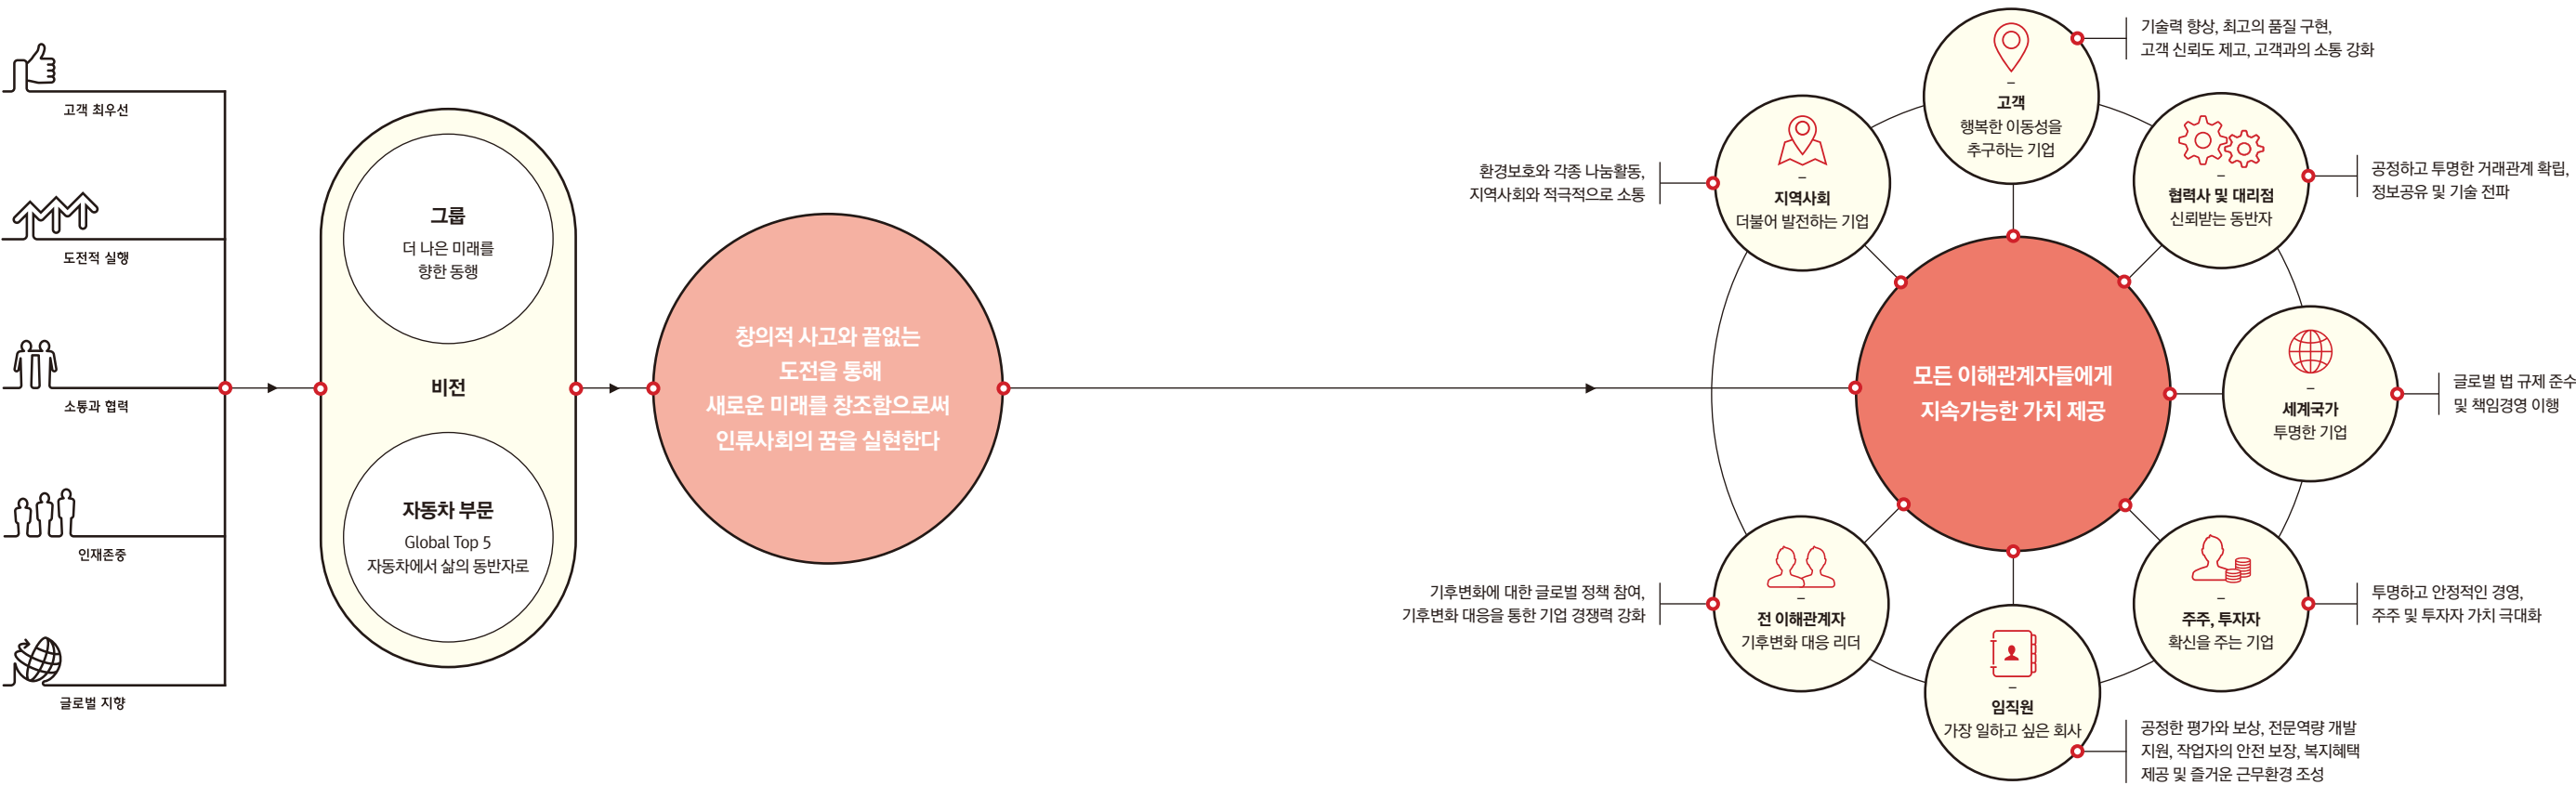 고객 최우선
도전적 실행
소통과 협력
인재존중
글로벌 지향
그룹
더 나은 미래를
향한 동행
비전
자동차 부문
Global Top 5
자동차에서 삶의 동반자로
창의적 사고와 끝없는
도전을 통해
새로운 미래를 창조함으로써
인류사회의 꿈을 실현한다
모든 이해관계자들에게
지속가능한 가치 제공
고객
행복한 이동성을
추구하는 기업
기술력 향상, 최고의 품질 구현,
고객 신뢰도 제고, 고객과의 소통 강화
협력사 및 대리점
신뢰받는 동반자
공정하고 투명한 거래관계 확립,
정보공유 및 기술 전파
세계국가
투명한 기업
글로벌 법 규제 준수
및 책임경영 이행
주주, 투자자
확신을 주는 기업
투명하고 안정적인 경영,
주주 및 투자자 가치 극대화
임직원
가장 일하고 싶은 회사
공정한 평가와 보상, 전문역량 개발
지원, 작업자의 안전 보장, 복지혜택
제공 및 즐거운 근무환경 조성
전 이해관계자
기후변화 대응 리더
기후변화에 대한 글로벌 정책 참여,
기후변화 대응을 통한 기업 경쟁력 강화
지역사회
더불어 발전하는 기업
환경보호와 각종 나눔활동,
지역사회와 적극적으로 소통